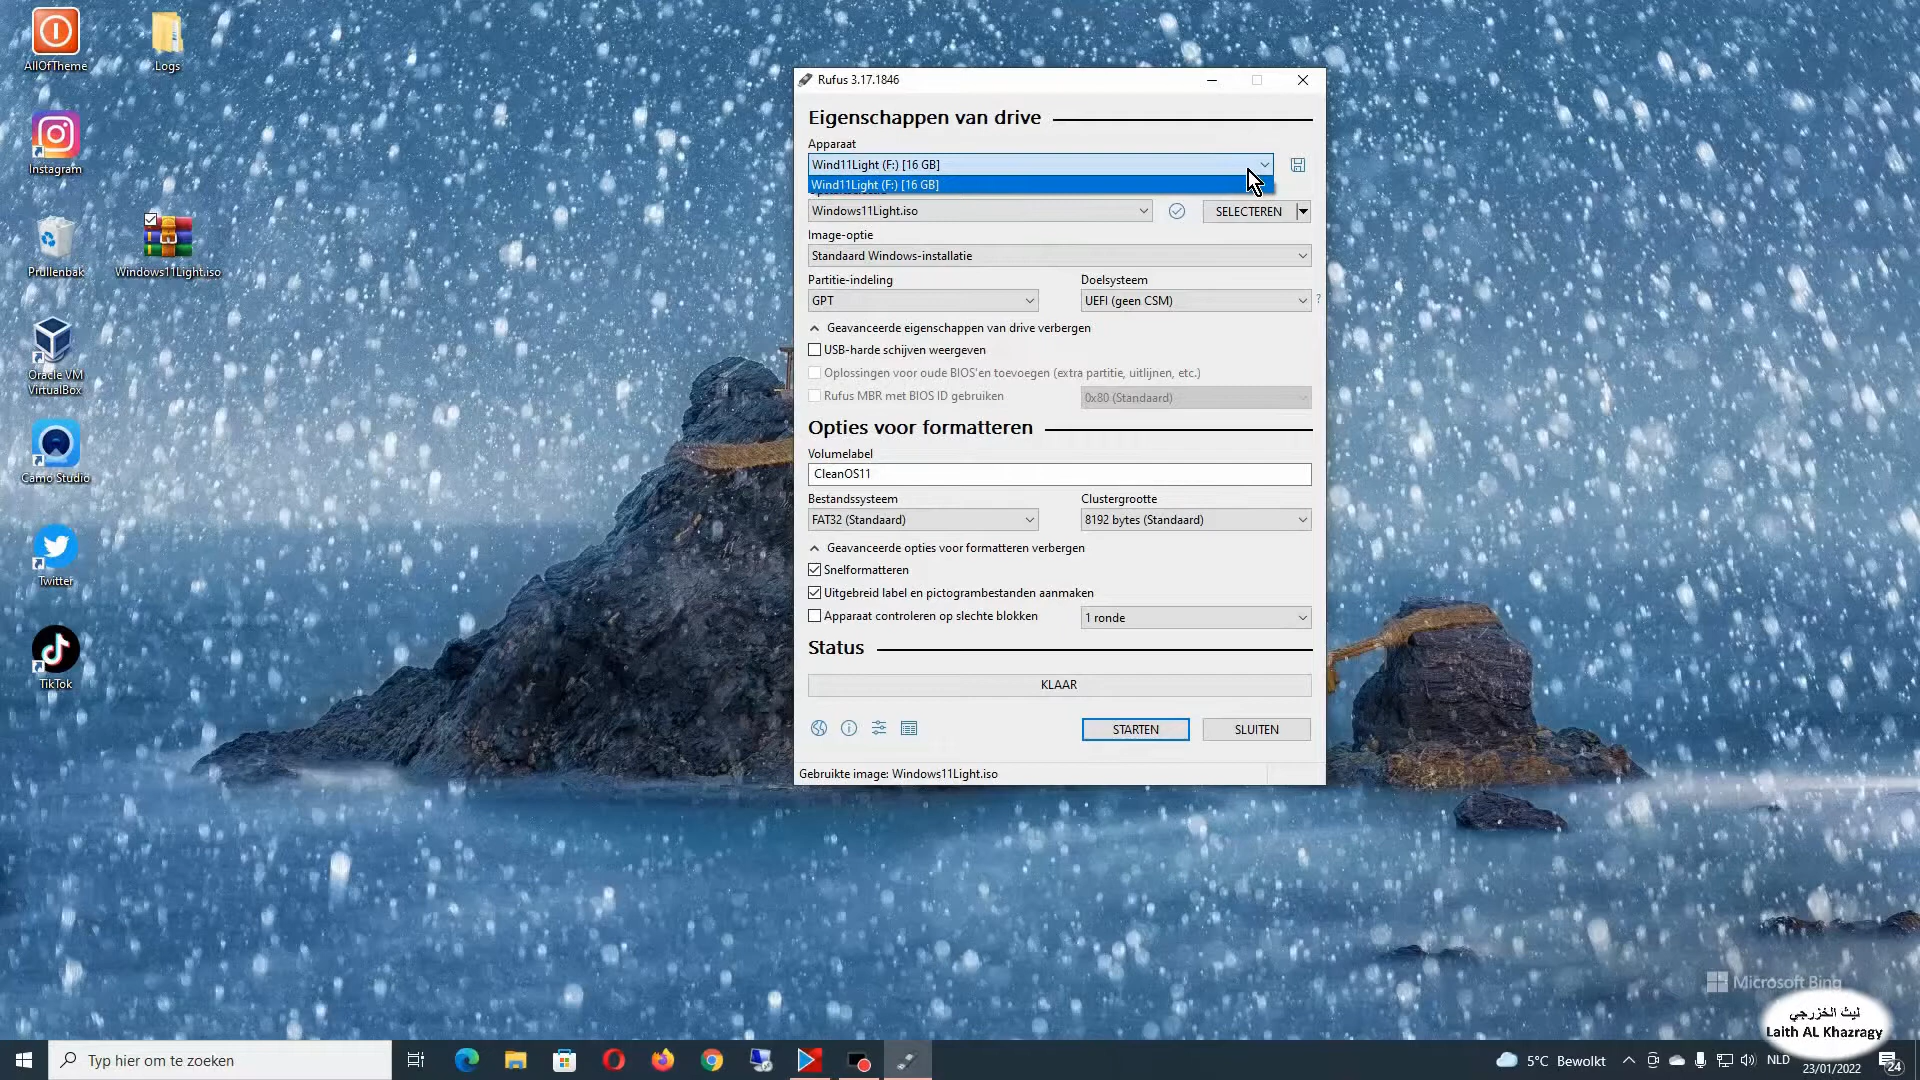 AllOfTheme
.Logs
Instagram
Prullenbak
Windows11Light.iso
Oracle VM
VirtualBox
Camo Studio
Twitter
TikTok
Rufus 3.17.1846
Eigenschappen van drive
Apparaat
Wind11Light (F:) [16 GB]
Wind11Light (F:) [16 GB]
Windows11Light.iso
SELECTEREN
Image-optie
Standaard Windows-installatie
Partitie-indeling
Doelsysteem
GPT
UEFI (geen CSM)
?
Geavanceerde eigenschappen van drive verbergen
USB-harde schijven weergeven
Oplossingen voor oude BIOS'en toevoegen (extra partitie, uitlijnen, etc.)
Rufus MBR met BIOS ID gebruiken
0x80 (Standaard)
Opties voor formatteren
Volumelabel
CleanOS11
Bestandssysteem
Clustergrootte
FAT32 (Standaard)
8192 bytes (Standaard)
Geavanceerde opties voor formatteren verbergen
Snelformatteren
Uitgebreid label en pictogrambestanden aanmaken
Apparaat controleren op slechte blokken
1 ronde
Status
KLAAR
STARTEN
SLUITEN
Gebruikte image: Windows11Light.iso
Microsoft Bing
ليث الخزرجي
Laith AL Khazragy
Typ hier om te zoeken
5°C Bewolkt
NLD
23/01/2022
24